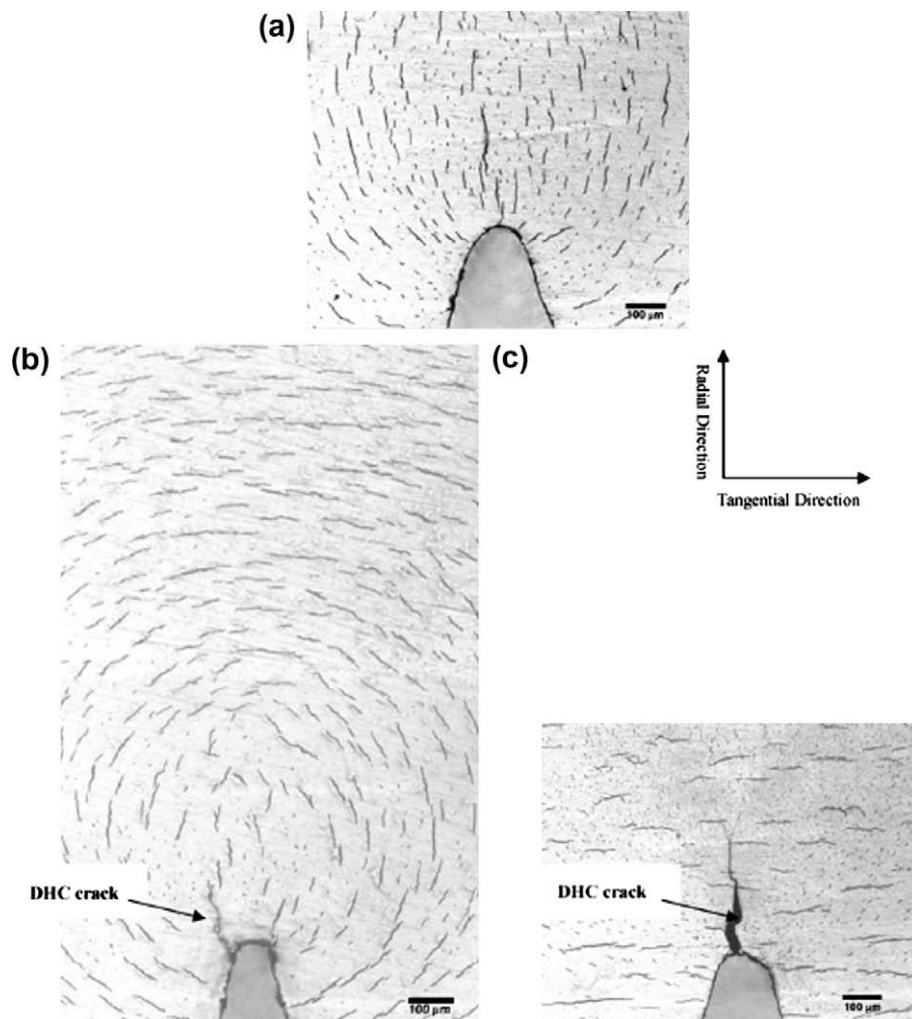 (a)
100 μm
(b)
(c)
Radial Direction
Tangential Direction
DHC crack
DHC crack
100 μm
100 μm